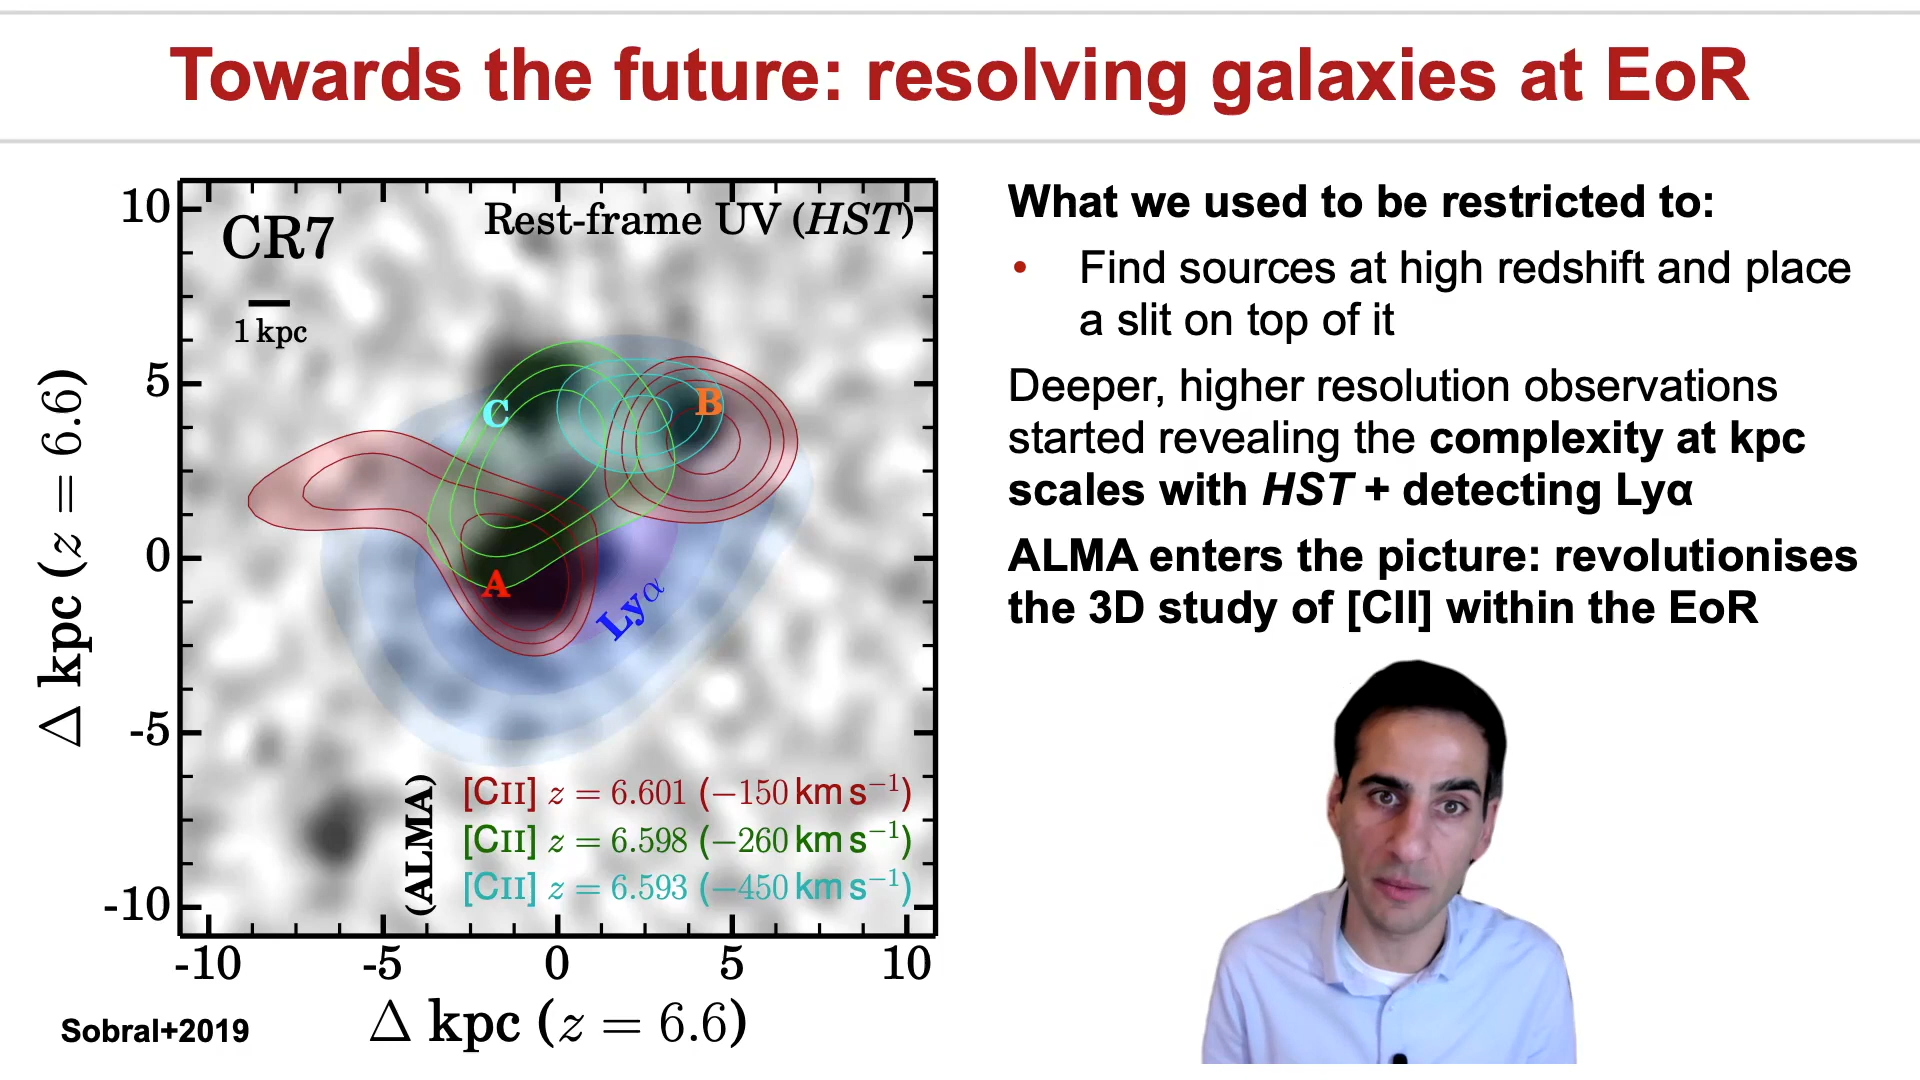 Towards the future: resolving galaxies at EoR
CR7
Rest-frame UV (HST)
1 kpc
C
B
A
Lyα
(ALMA)
[CII] z = 6.601 (−150 km s⁻¹)
[CII] z = 6.598 (−260 km s⁻¹)
[CII] z = 6.593 (−450 km s⁻¹)
10
5
0
-5
-10
Δ kpc (z = 6.6)
-10 -5 0 5 10
Δ kpc (z = 6.6)
Sobral+2019
What we used to be restricted to:
• Find sources at high redshift and place
a slit on top of it
Deeper, higher resolution observations
started revealing the complexity at kpc
scales with HST + detecting Lyα
ALMA enters the picture: revolutionises
the 3D study of [CII] within the EoR